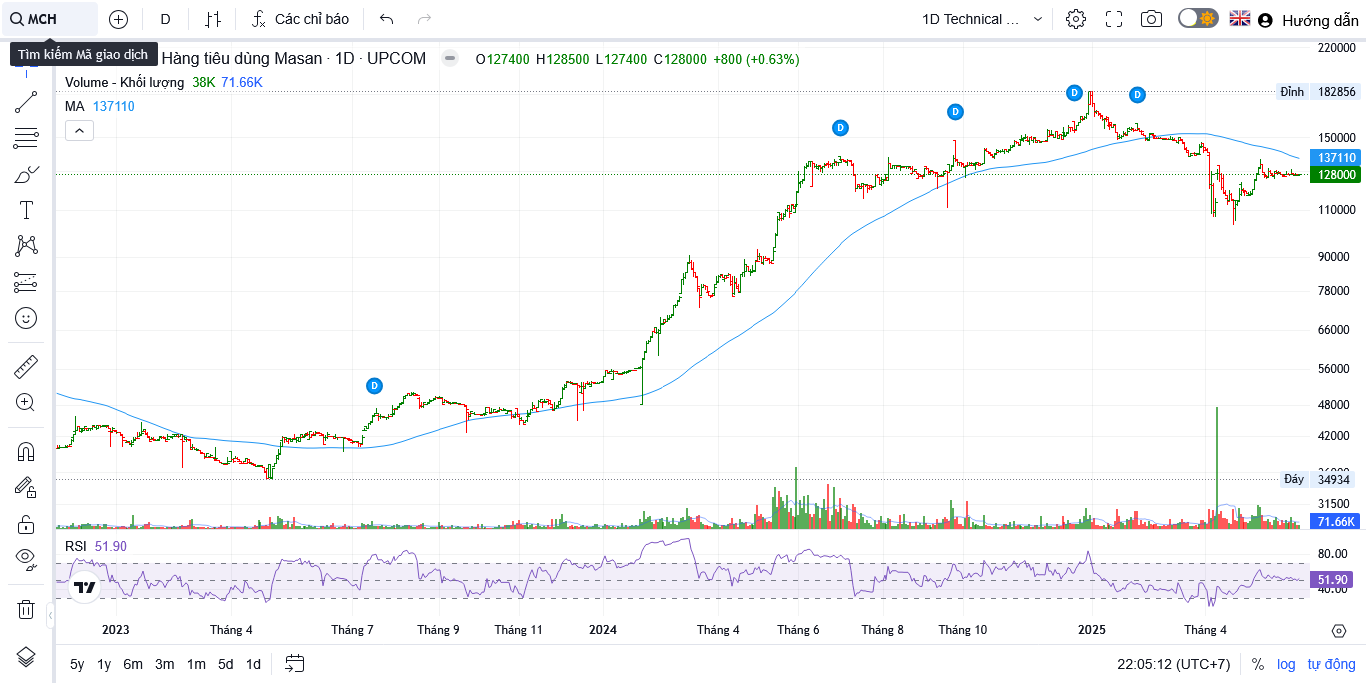 MCH
D
Các chỉ báo
1D Technical ...
Hướng dẫn
Tìm kiếm Mã giao dịch
Hàng tiêu dùng Masan · 1D · UPCOM
O127400 H128500 L127400 C128000 +800 (+0.63%)
Volume - Khối lượng 38K 71.66K
MA 137110
D
D
D
D
D
220000
Đỉnh 182856
150000
137110
128000
110000
90000
78000
66000
56000
48000
42000
36000
Đáy 34934
31500
71.66K
RSI 51.90
80.00
51.90
40.00
2023
Tháng 4
Tháng 7
Tháng 9
Tháng 11
2024
Tháng 4
Tháng 6
Tháng 8
Tháng 10
2025
Tháng 4
5y 1y 6m 3m 1m 5d 1d
22:05:12 (UTC+7)
% log tự động